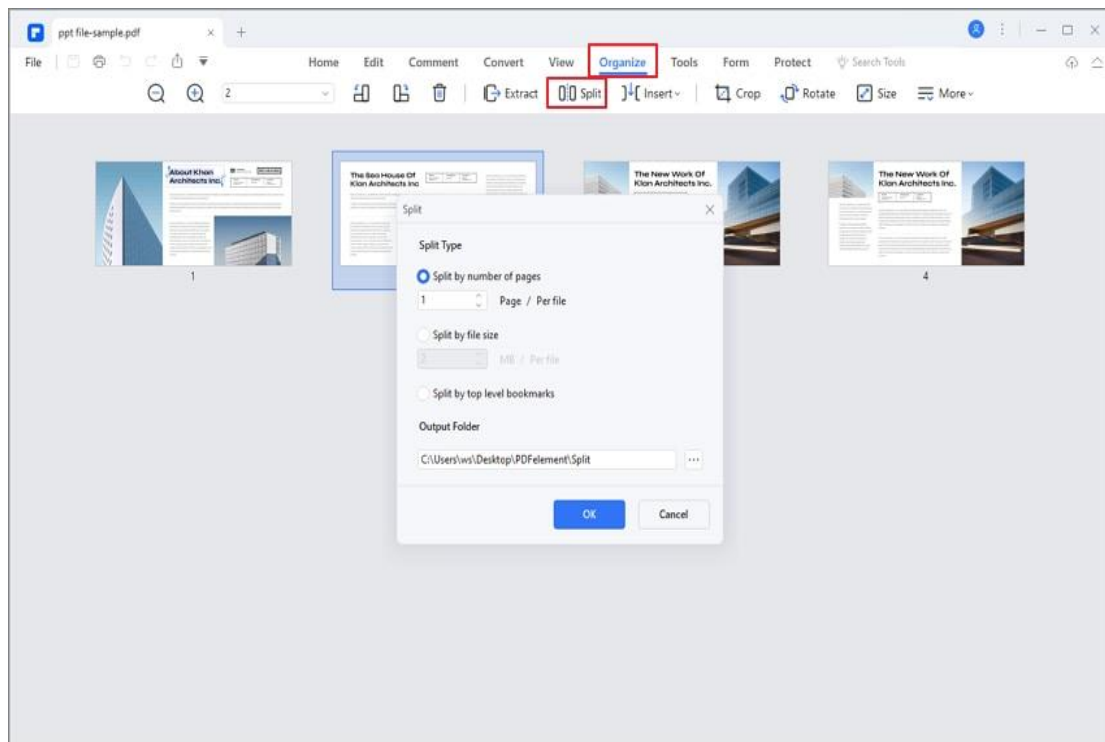 ppt file-sample.pdf
File
Home Edit Comment Convert View Organize Tools Form Protect Search Tools
2 Extract Split Insert Crop Rotate Size More
About Khan
Architects Inc.
The Sea House Of
Klan Architects Inc
The New Work Of
Klan Architects Inc.
The New Work Of
Klan Architects Inc.
1
4
Split
Split Type
Split by number of pages
1 Page / Per file
Split by file size
2 MB / Per file
Split by top level bookmarks
Output Folder
C:\Users\ws\Desktop\PDFelement\Split
OK Cancel